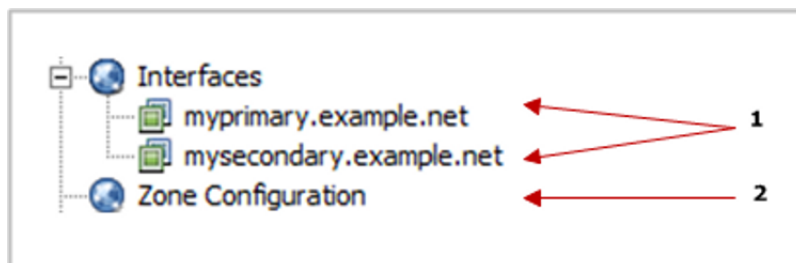 Interfaces
myprimary.example.net
1
mysecondary.example.net
Zone Configuration
2